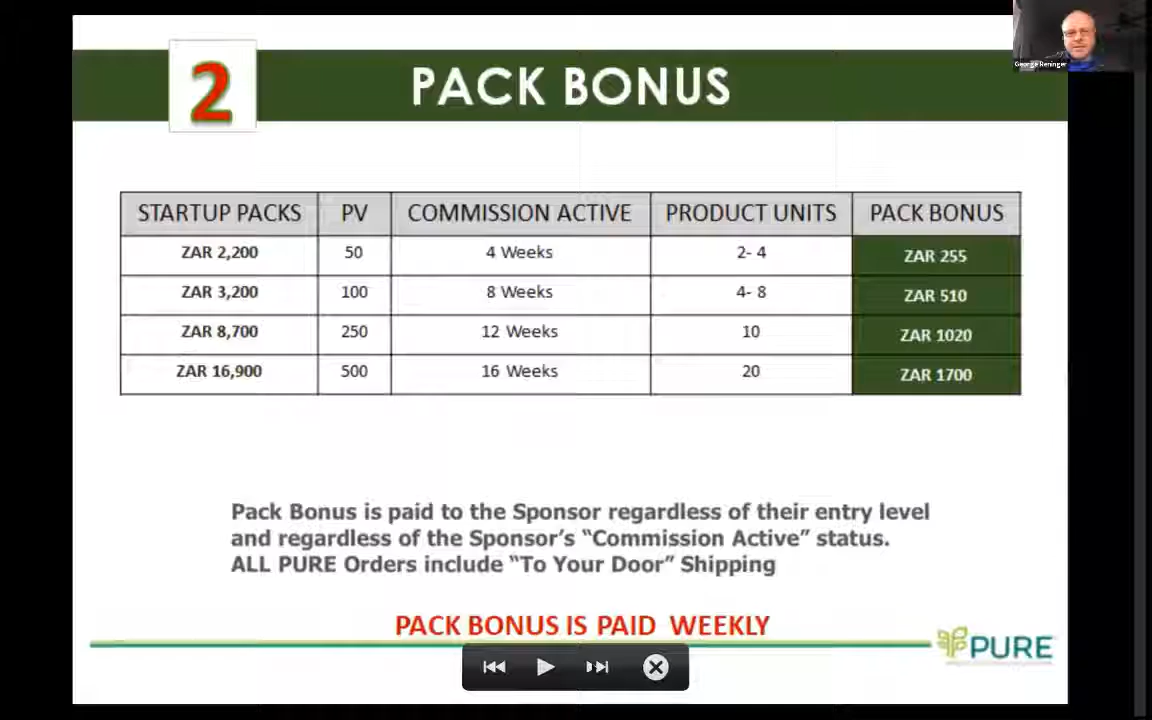 George Reninger
2
PACK BONUS
STARTUP PACKS PV COMMISSION ACTIVE PRODUCT UNITS PACK BONUS
ZAR 2,200 50 4 Weeks 2- 4 ZAR 255
ZAR 3,200 100 8 Weeks 4- 8 ZAR 510
ZAR 8,700 250 12 Weeks 10 ZAR 1020
ZAR 16,900 500 16 Weeks 20 ZAR 1700
Pack Bonus is paid to the Sponsor regardless of their entry level
and regardless of the Sponsor's “Commission Active” status.
ALL PURE Orders include “To Your Door” Shipping
PACK BONUS IS PAID WEEKLY
PURE